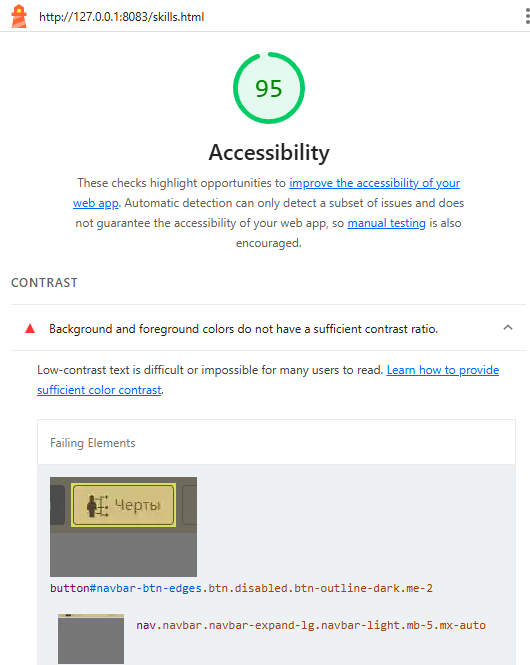 http://127.0.0.1:8083/skills.html
95
Accessibility
These checks highlight opportunities to improve the accessibility of your
web app. Automatic detection can only detect a subset of issues and does
not guarantee the accessibility of your web app, so manual testing is also
encouraged.
CONTRAST
Background and foreground colors do not have a sufficient contrast ratio.
Low-contrast text is difficult or impossible for many users to read. Learn how to provide
sufficient color contrast.
Failing Elements
Черты
button#navbar-btn-edges.btn.disabled.btn-outline-dark.me-2
nav.navbar.navbar-expand-lg.navbar-light.mb-5.mx-auto